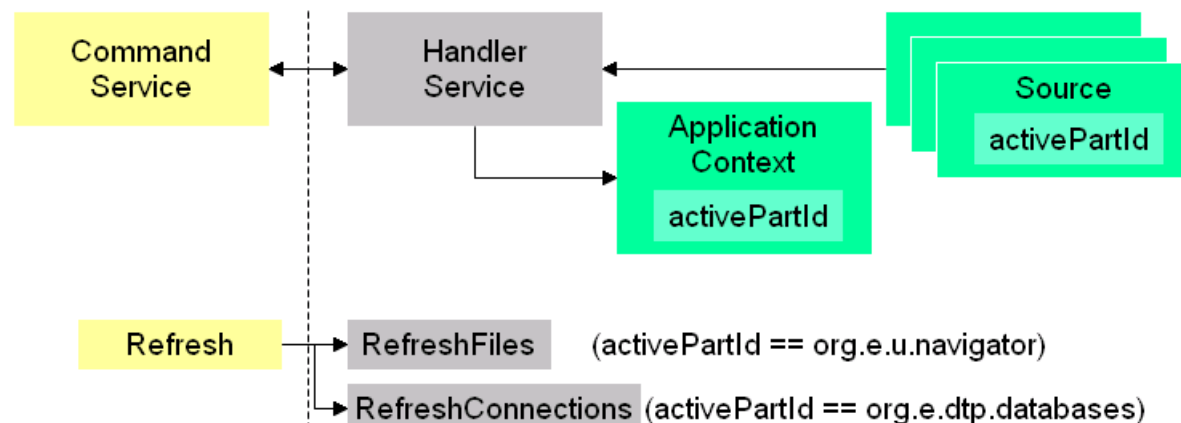 Command
Service
Handler
Service
Source
activePartId
Application
Context
activePartId
Refresh
RefreshFiles (activePartId == org.e.u.navigator)
RefreshConnections (activePartId == org.e.dtp.databases)